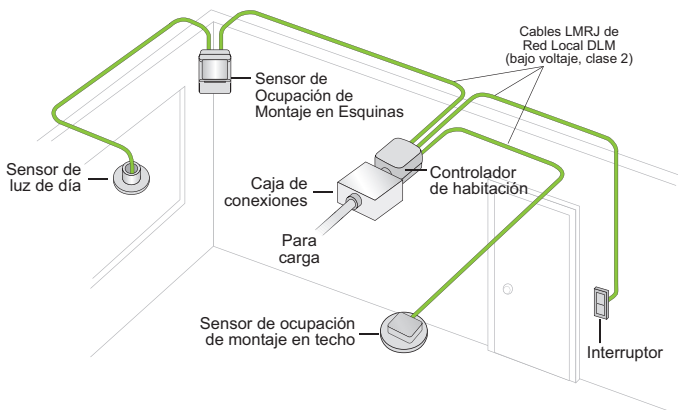 Cables LMRJ de
Red Local DLM
(bajo voltaje, clase 2)
Sensor de
Ocupación de
Montaje en Esquinas
Sensor de
luz de día
Caja de
conexiones
Controlador
de habitación
Para
carga
Sensor de ocupación
de montaje en techo
Interruptor